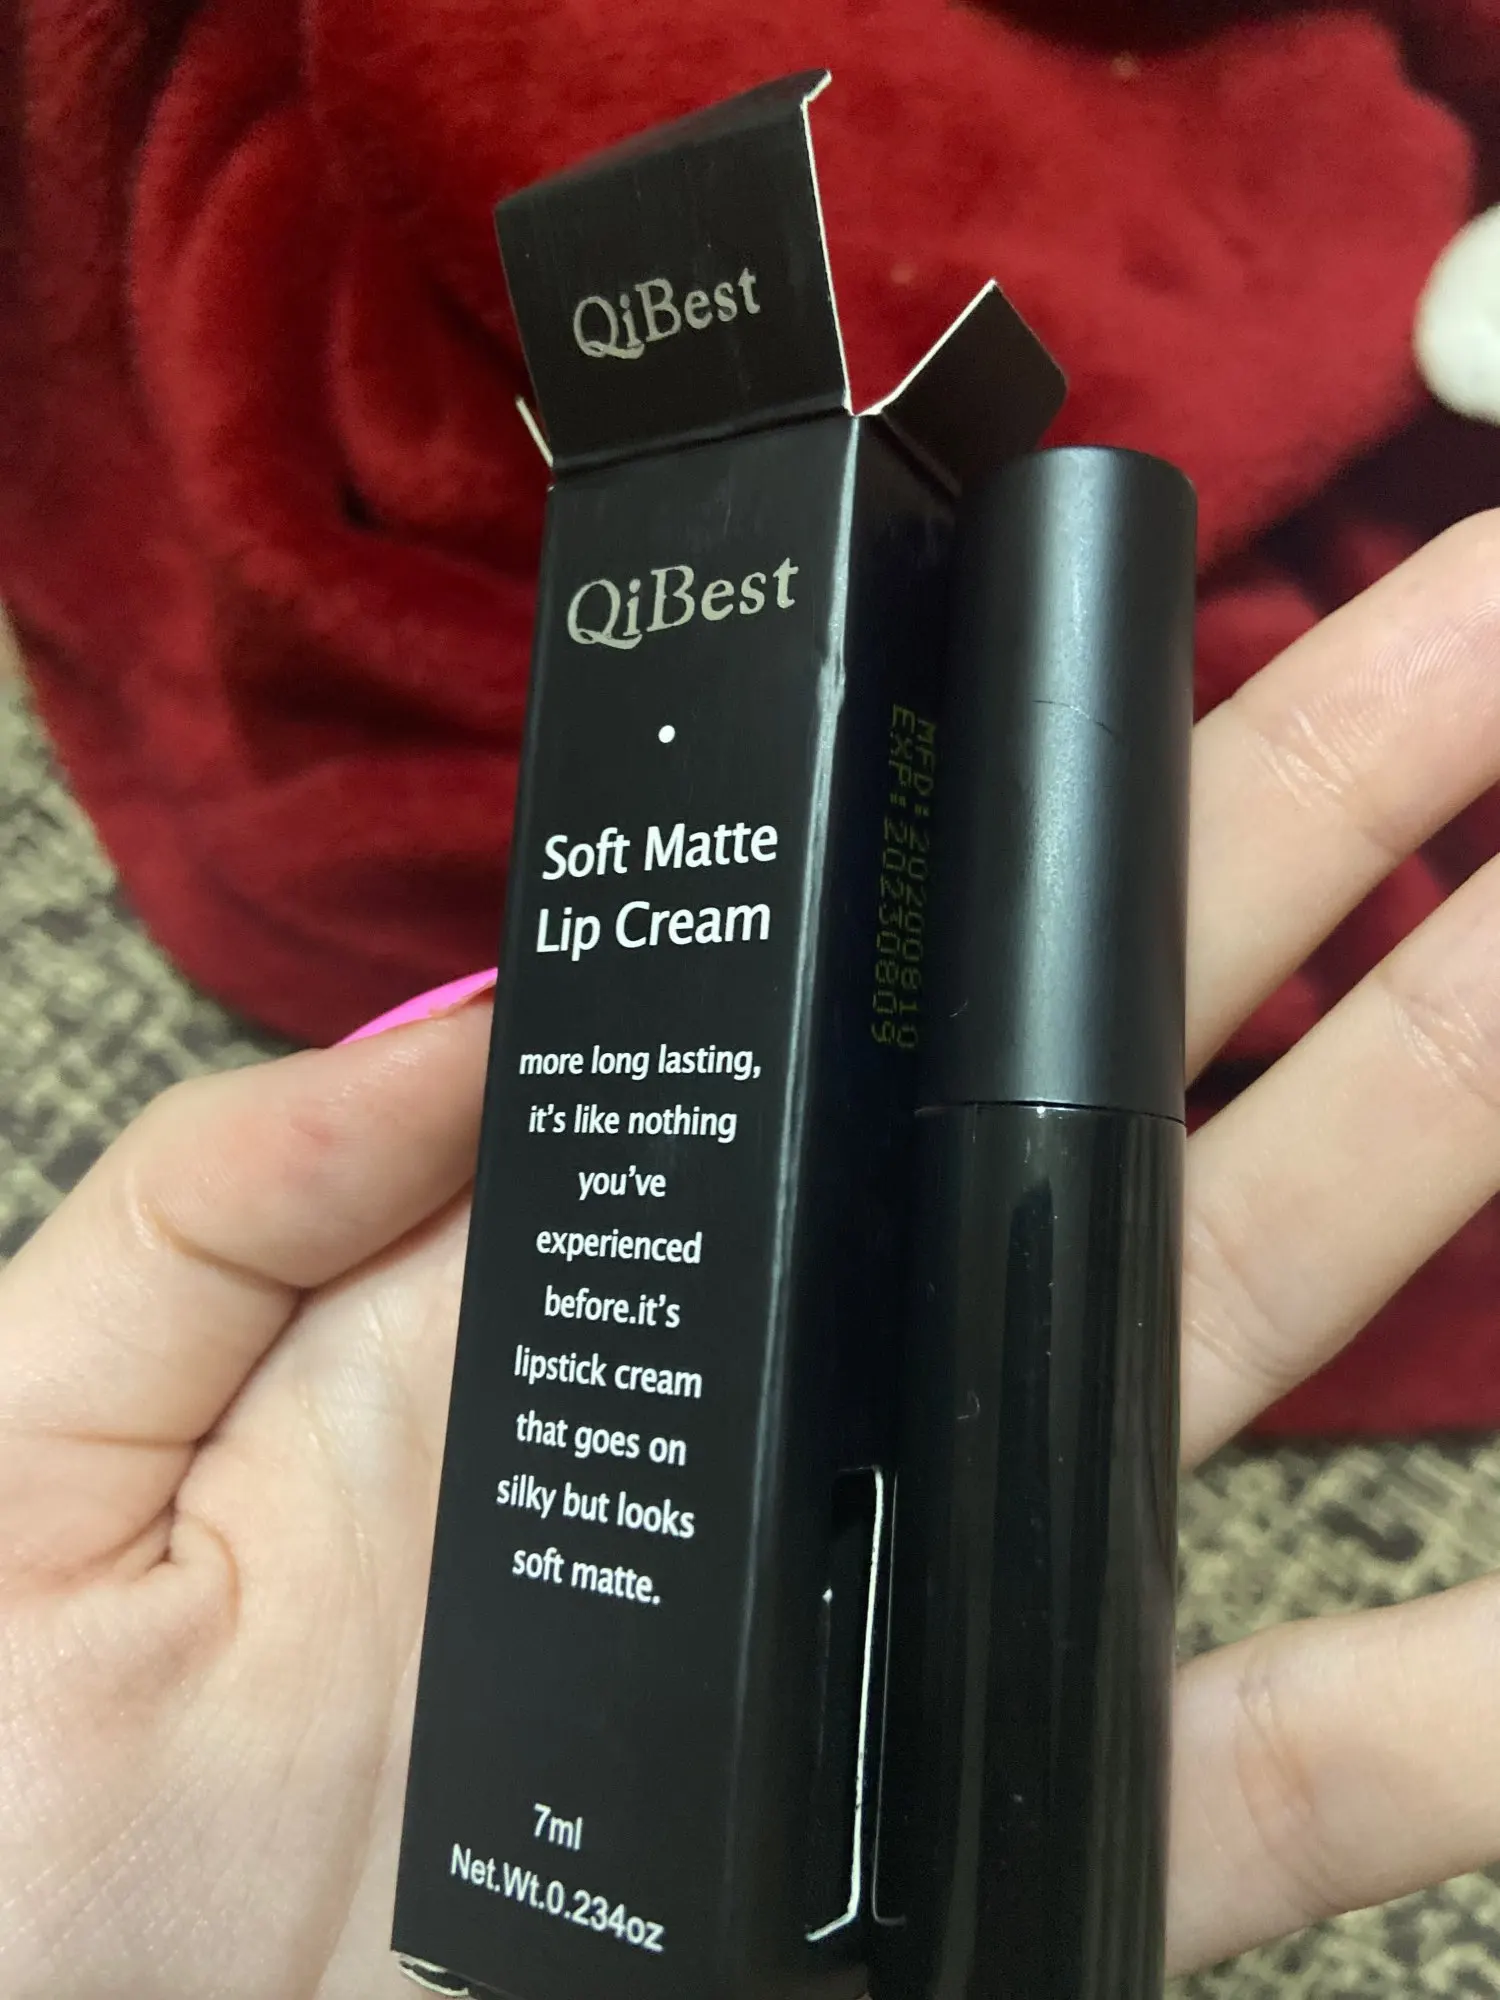 QiBest
QiBest
Soft Matte
Lip Cream
more long lasting,
it's like nothing
you've
experienced
before.it's
lipstick cream
that goes on
silky but looks
soft matte.
7ml
Net.Wt.0.234oz
MFD:20200810
EXP:20230809